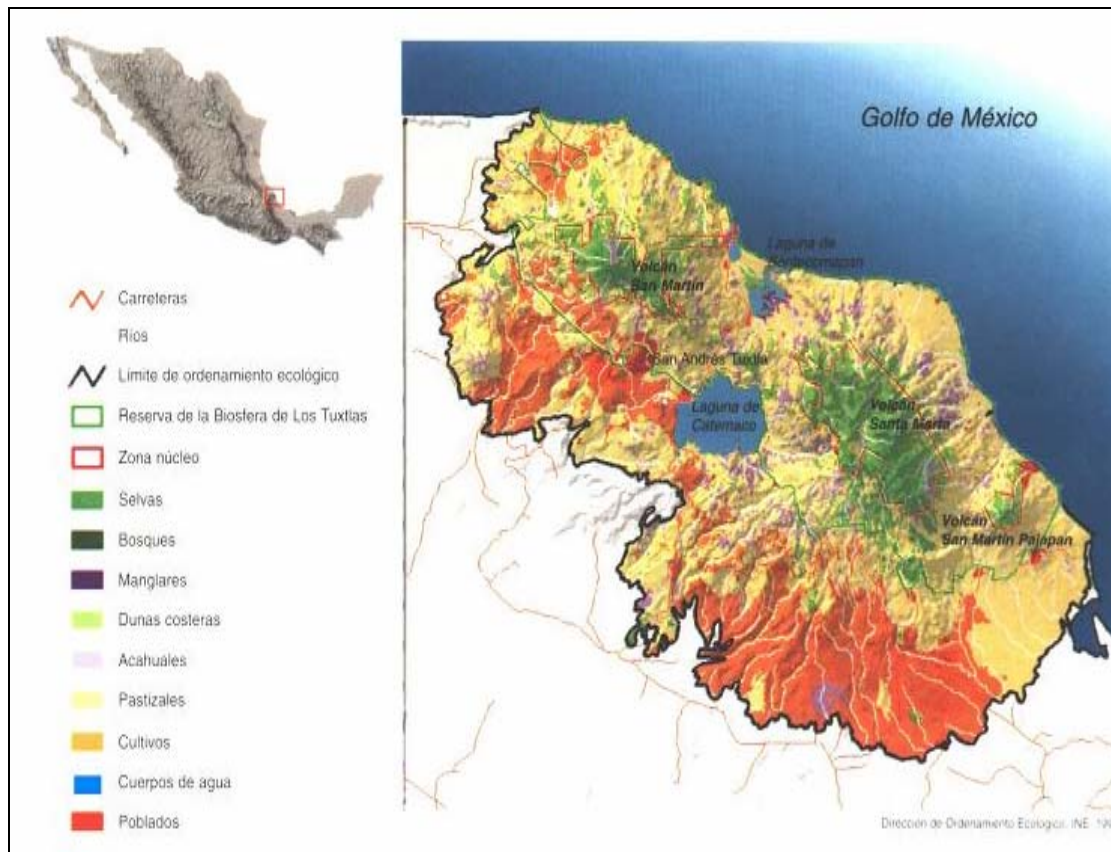 Golfo de México
Laguna de
Sontecomapan
Volcán
San Martín
San Andrés Tuxtla
Laguna de
Catemaco
Volcán
Santa Marta
Volcán
San Martín Pajapan
Carreteras
Ríos
Límite de ordenamiento ecológico
Reserva de la Biosfera de Los Tuxtlas
Zona núcleo
Selvas
Bosques
Manglares
Dunas costeras
Acahuales
Pastizales
Cultivos
Cuerpos de agua
Poblados
Dirección de Ordenamiento Ecologico, INE